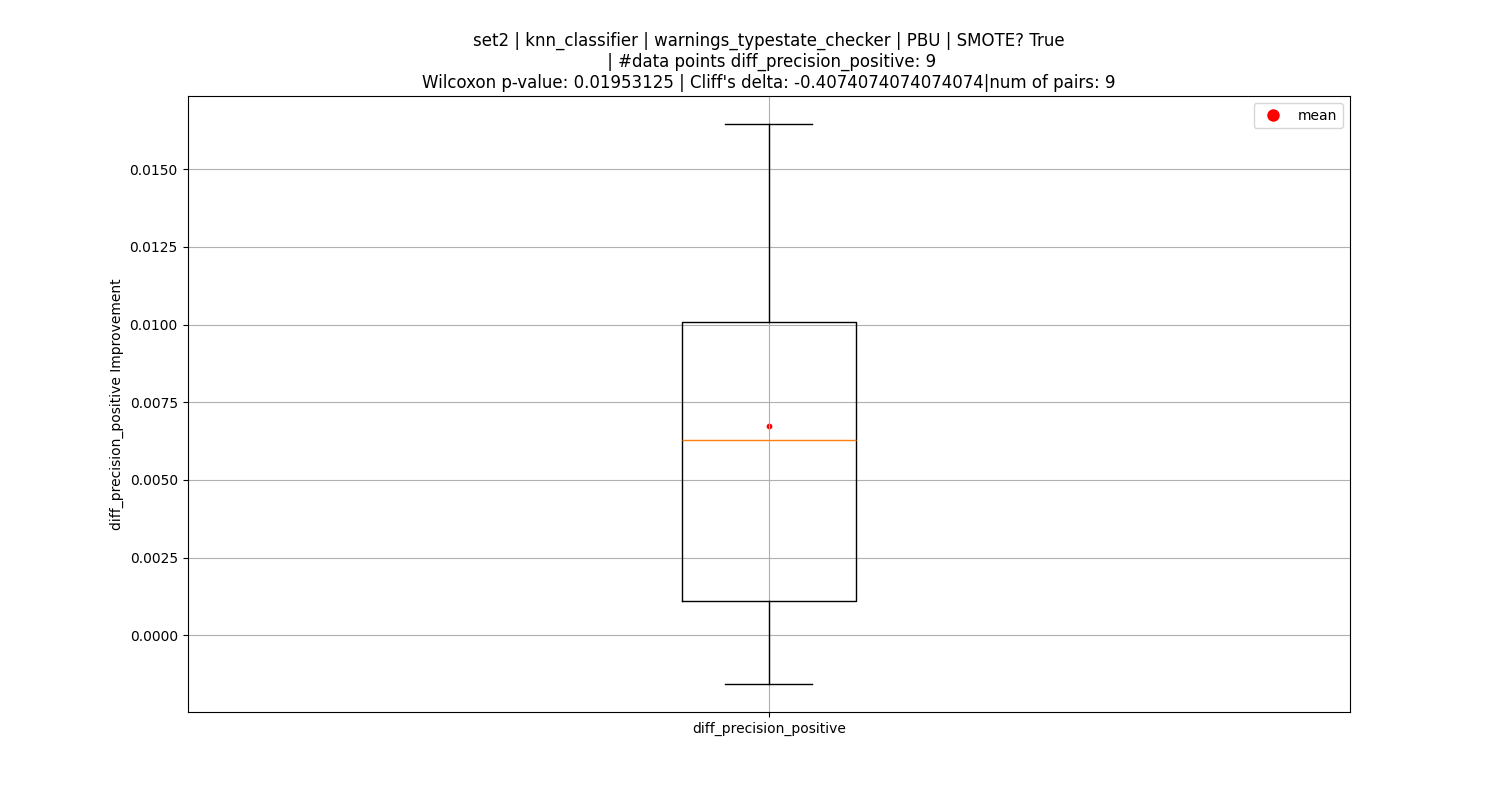 set2 | knn_classifier | warnings_typestate_checker | PBU | SMOTE? True
| #data points diff_precision_positive: 9
Wilcoxon p-value: 0.01953125 | Cliff's delta: -0.4074074074074074|num of pairs: 9
mean
0.0150
0.0125
0.0100
0.0075
0.0050
0.0025
0.0000
diff_precision_positive Improvement
diff_precision_positive